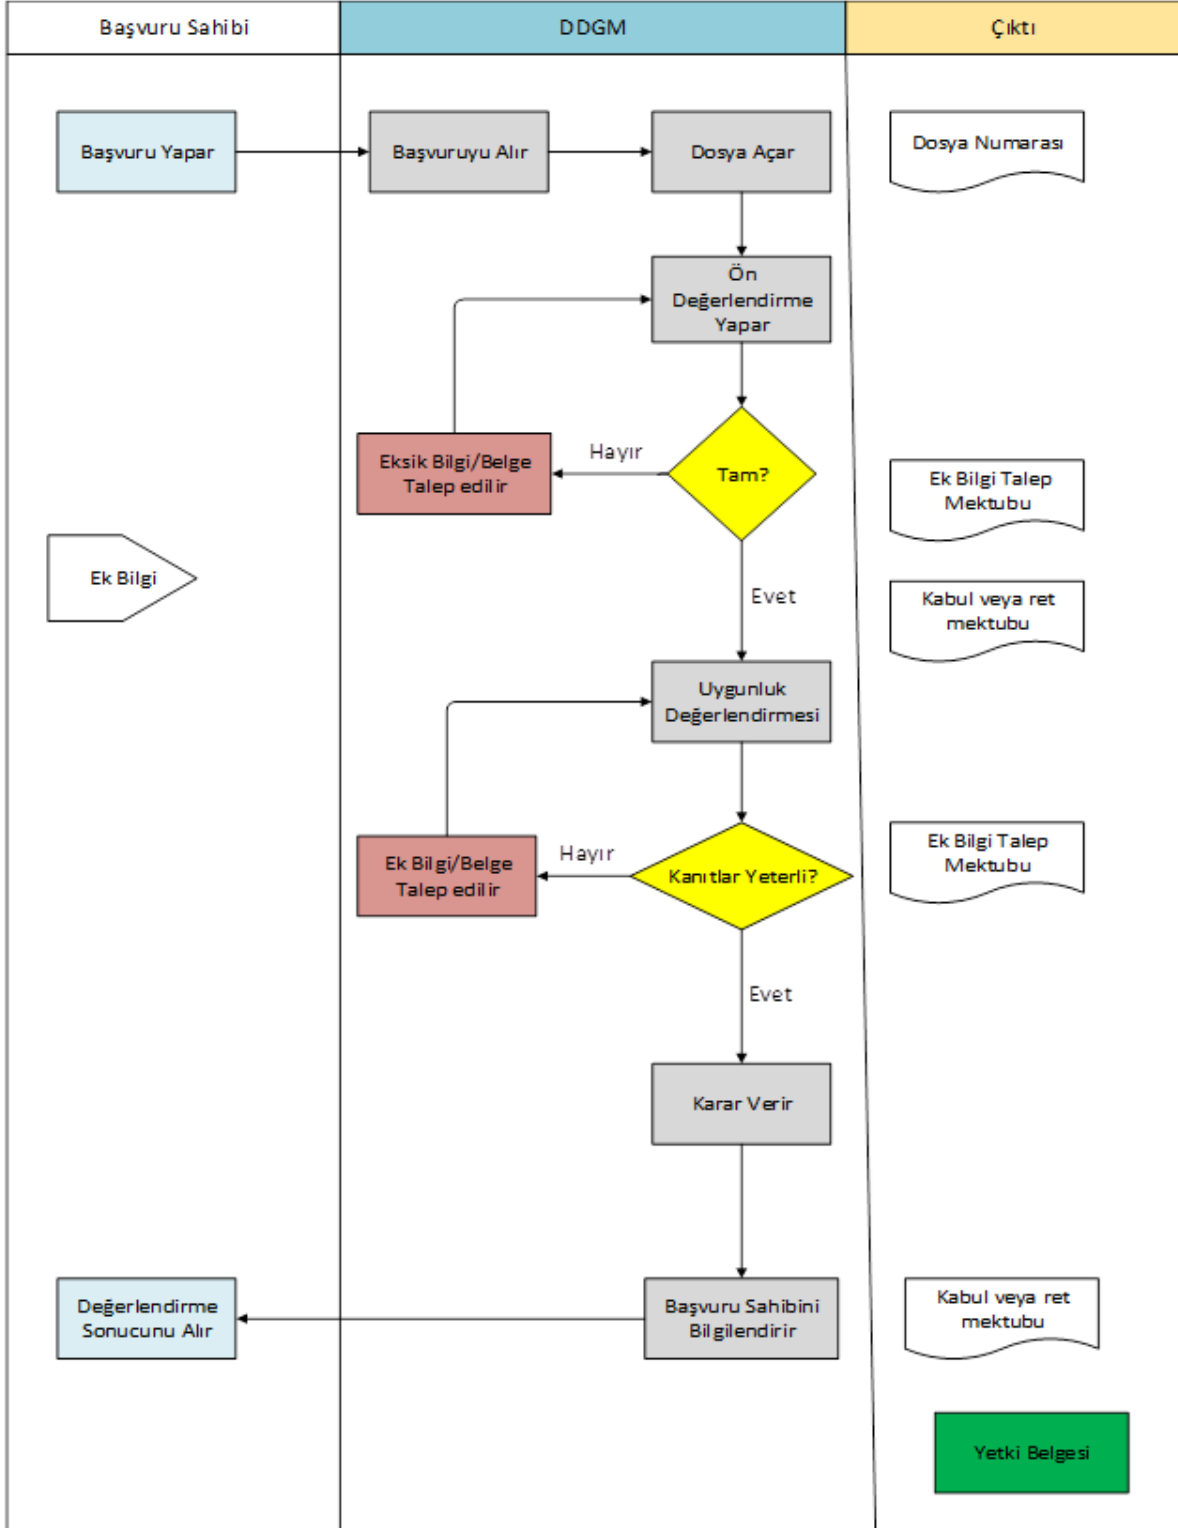 Başvuru Sahibi
DDGM
Çıktı
Başvuru Yapar
Başvuruyu Alır
Dosya Açar
Dosya Numarası
Ön
Değerlendirme
Yapar
Hayır
Eksik Bilgi/Belge
Talep edilir
Tam?
Ek Bilgi Talep
Mektubu
Ek Bilgi
Evet
Kabul veya ret
mektubu
Uygunluk
Değerlendirmesi
Hayır
Ek Bilgi/Belge
Talep edilir
Kanıtlar Yeterli?
Ek Bilgi Talep
Mektubu
Evet
Karar Verir
Değerlendirme
Sonucunu Alır
Başvuru Sahibini
Bilgilendirir
Kabul veya ret
mektubu
Yetki Belgesi